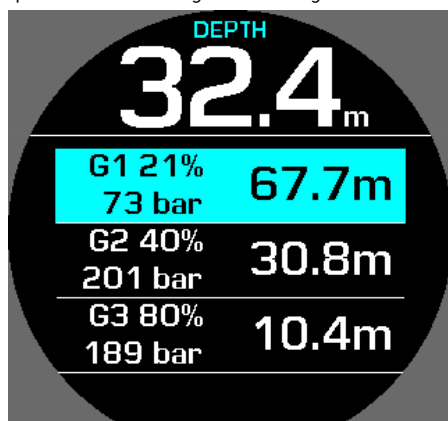 DEPTH
32.4m
G1 21%
73 bar
67.7m
G2 40%
201 bar
30.8m
G3 80%
189 bar
10.4m